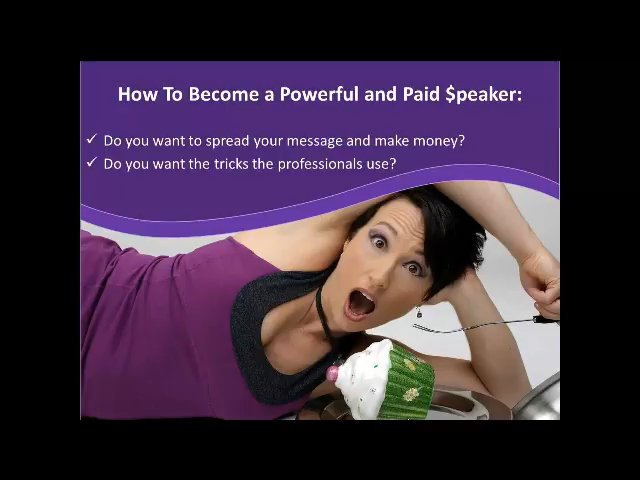 How To Become a Powerful and Paid $peaker:
✓ Do you want to spread your message and make money?
✓ Do you want the tricks the professionals use?